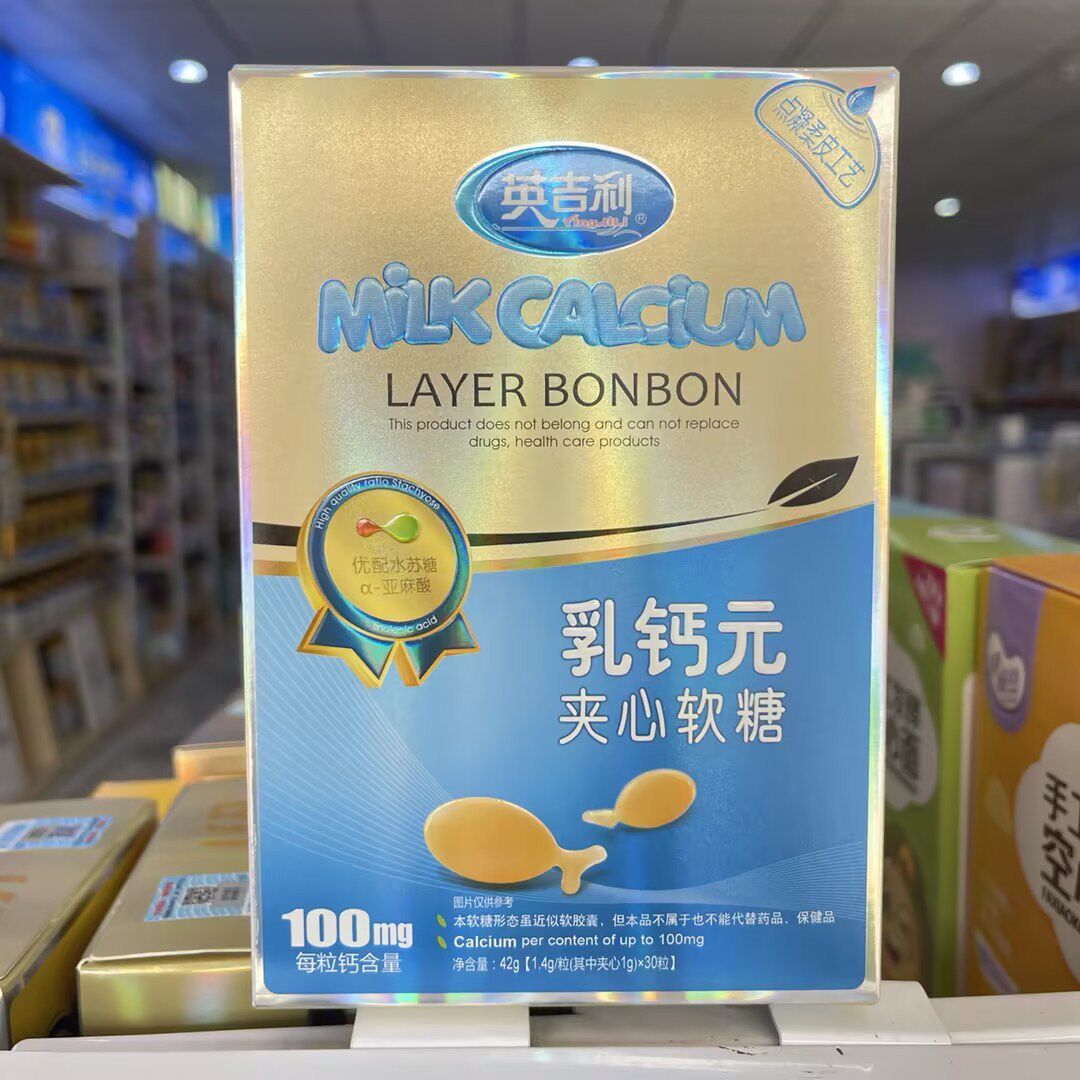 点凝柔皮工艺
英吉利
Ying Ji Li
®
MILK CALCIUM
LAYER BONBON
This product does not belong and can not replace
drugs, health care products
High quality ratio Stachyose
优配水苏糖
α-亚麻酸
linolenic acid
乳钙元
夹心软糖
图片仅供参考
本软糖形态虽近似软胶囊，但本品不属于也不能代替药品、保健品
Calcium per content of up to 100mg
净含量：42g【1.4g/粒(其中夹心1g)×30粒】
100mg
每粒钙含量